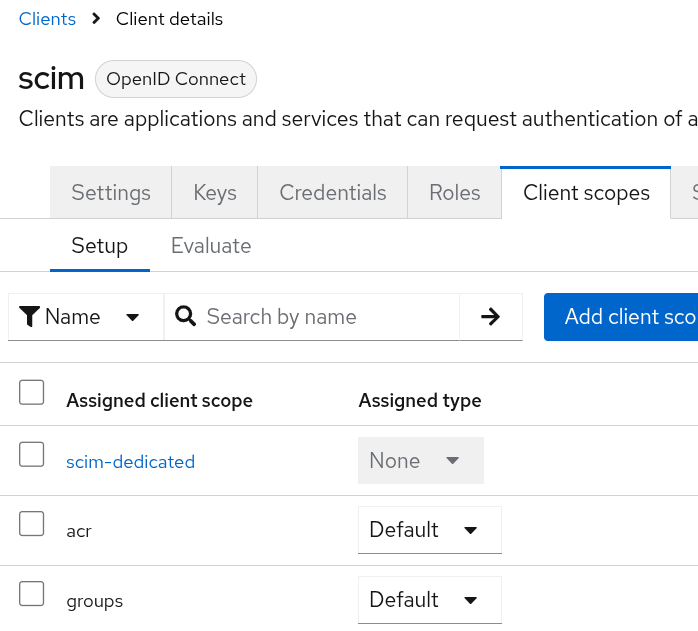 Clients > Client details
scim OpenID Connect
Clients are applications and services that can request authentication of a
Settings Keys Credentials Roles Client scopes S
Setup Evaluate
Name Search by name Add client sco
Assigned client scope Assigned type
scim-dedicated None
acr Default
groups Default